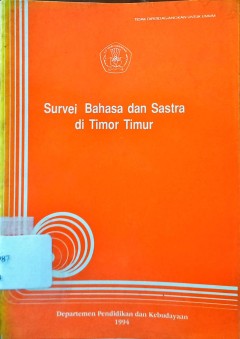 Survei Bahasa dan Sastra
di Timor Timur
Departemen Pendidikan dan Kebudayaan
1994